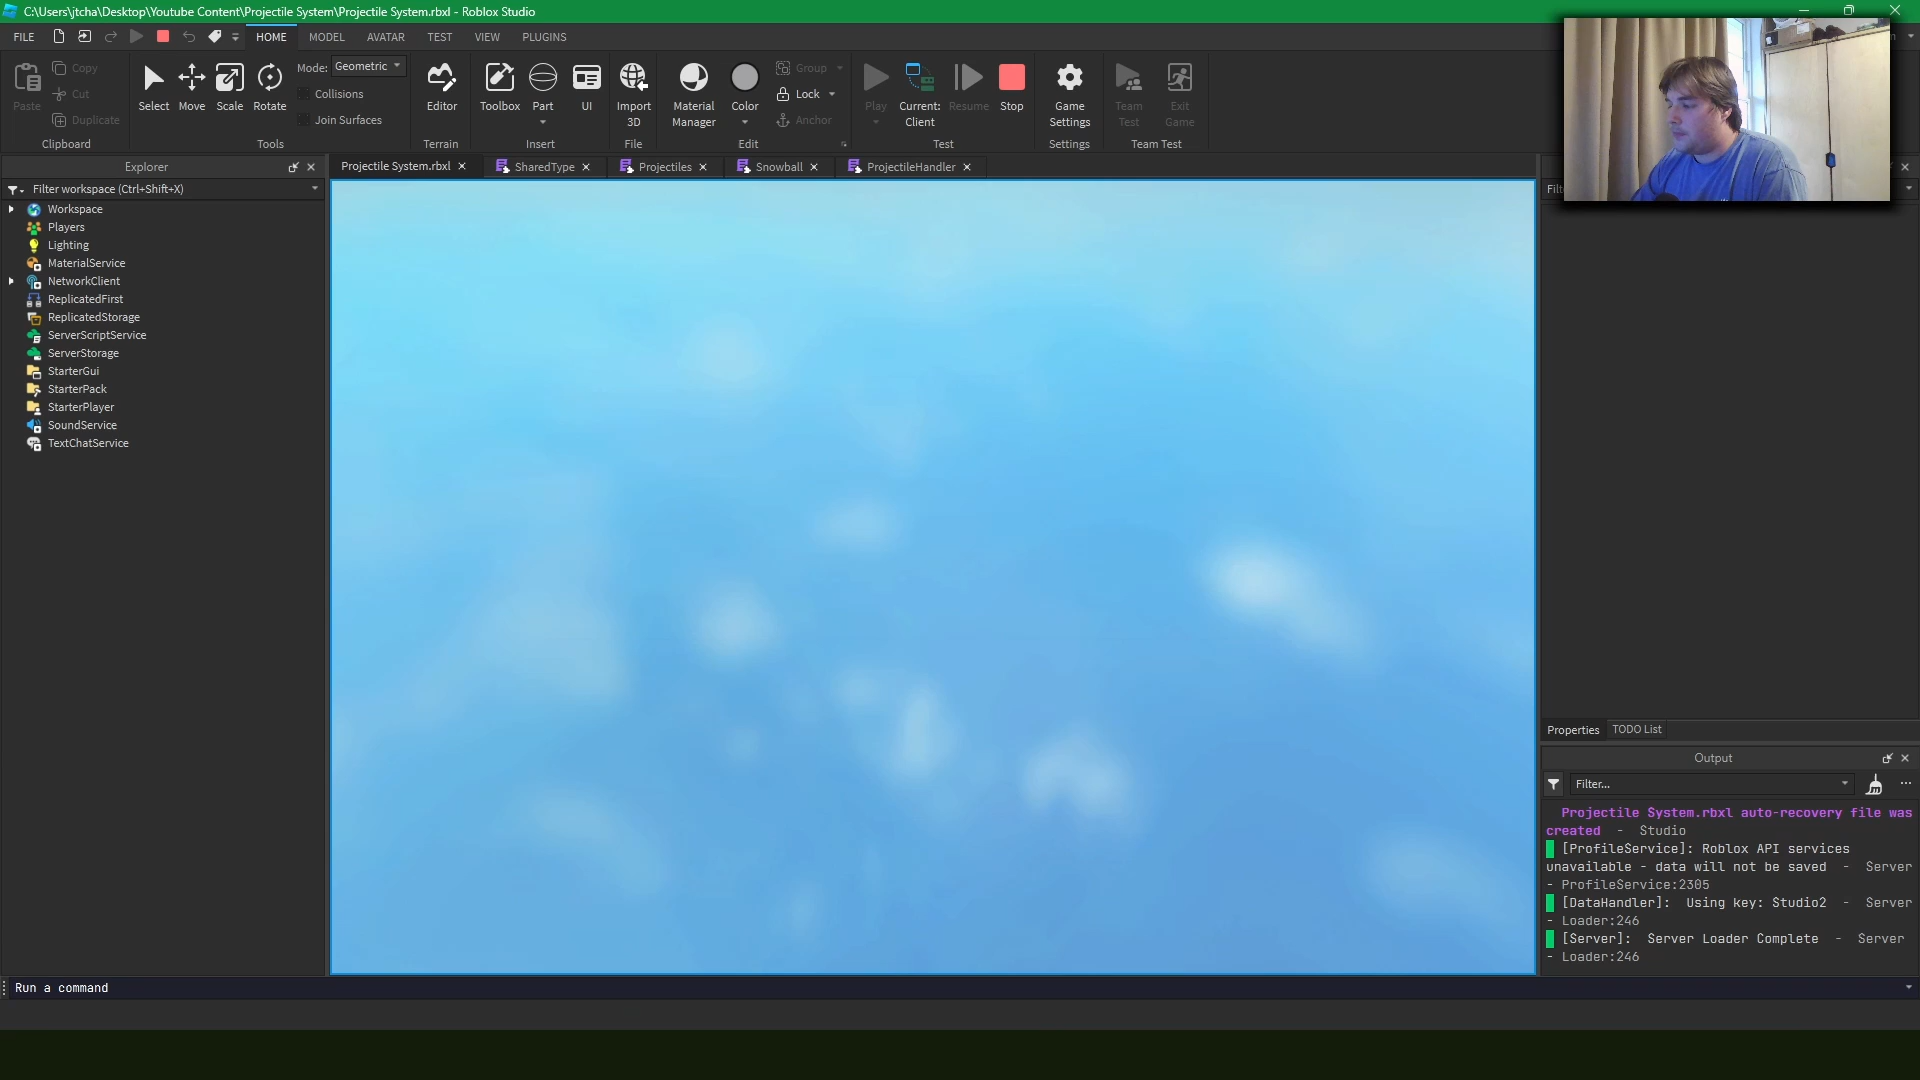 C:\Users\jtcha\Desktop\Youtube Content\Projectile System\Projectile System.rbxl - Roblox Studio
FILE
HOME
MODEL
AVATAR
TEST
VIEW
PLUGINS
Paste
Copy
Cut
Duplicate
Clipboard
Select
Move
Scale
Rotate
Mode:
Geometric
Collisions
Join Surfaces
Tools
Editor
Terrain
Toolbox
Part
UI
Insert
Import
3D
File
Material
Manager
Color
Group
Lock
Anchor
Edit
Play
Current:
Client
Resume
Stop
Test
Game
Settings
Settings
Team
Test
Exit
Game
Team Test
Explorer
Projectile System.rbxl
SharedType
Projectiles
Snowball
ProjectileHandler
Filter workspace (Ctrl+Shift+X)
Workspace
Players
Lighting
MaterialService
NetworkClient
ReplicatedFirst
ReplicatedStorage
ServerScriptService
ServerStorage
StarterGui
StarterPack
StarterPlayer
SoundService
TextChatService
Properties
TODO List
Output
Filter...
Projectile System.rbxl auto-recovery file was
created - Studio
[ProfileService]: Roblox API services
unavailable - data will not be saved - Server
- ProfileService:2305
[DataHandler]: Using key: Studio2 - Server
- Loader:246
[Server]: Server Loader Complete - Server
- Loader:246
Run a command